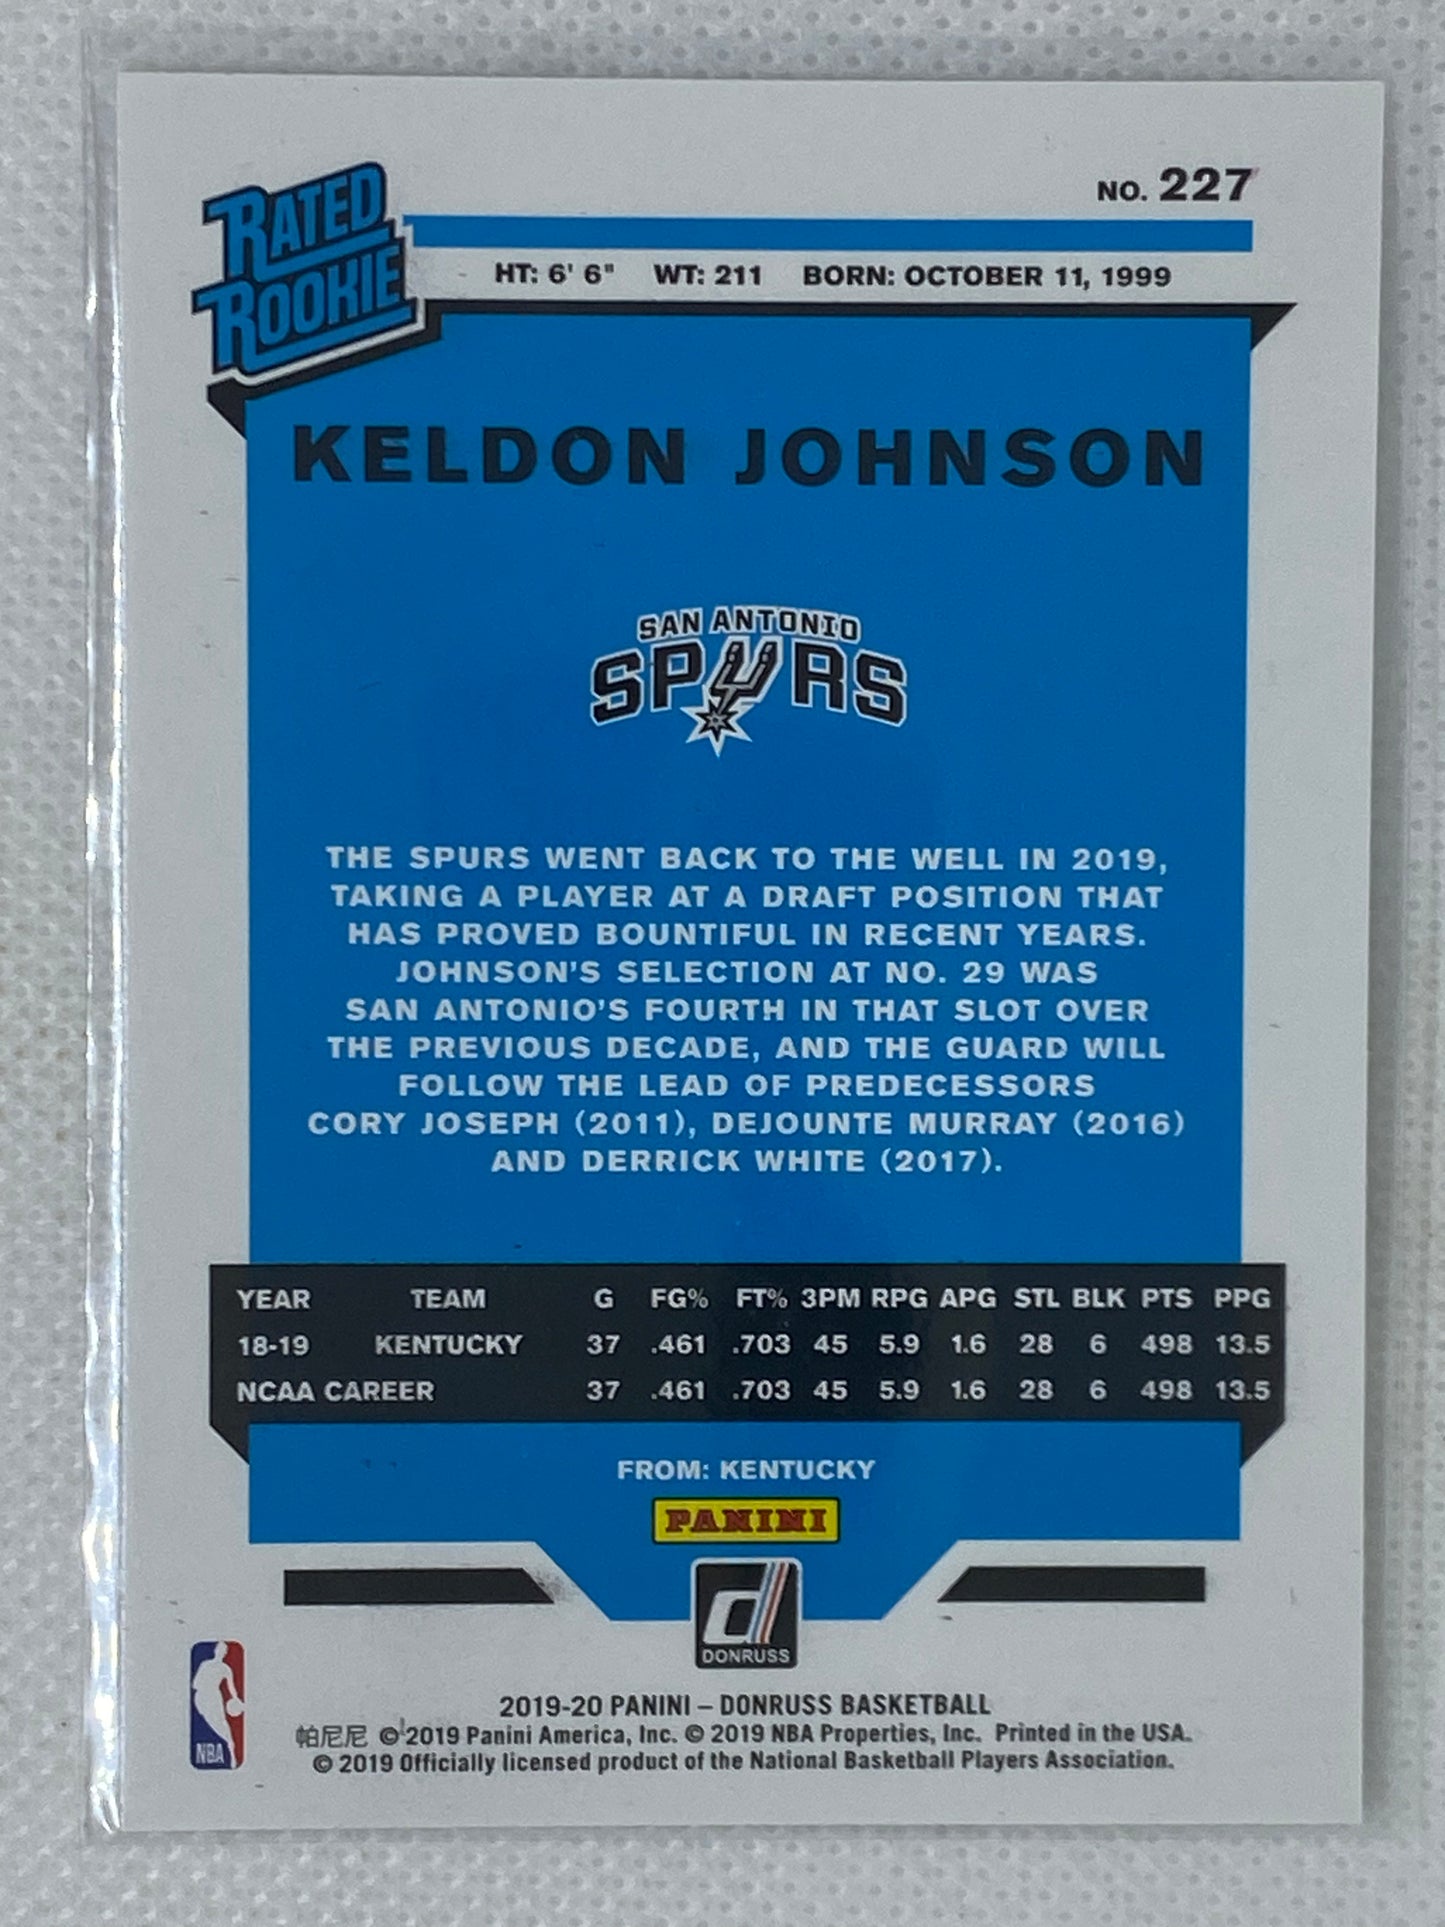 RATED
ROOKIE
NO. 227
HT: 6' 6" WT: 211 BORN: OCTOBER 11, 1999
KELDON JOHNSON
SAN ANTONIO
SPURS
THE SPURS WENT BACK TO THE WELL IN 2019,
TAKING A PLAYER AT A DRAFT POSITION THAT
HAS PROVED BOUNTIFUL IN RECENT YEARS.
JOHNSON'S SELECTION AT NO. 29 WAS
SAN ANTONIO'S FOURTH IN THAT SLOT OVER
THE PREVIOUS DECADE, AND THE GUARD WILL
FOLLOW THE LEAD OF PREDECESSORS
CORY JOSEPH (2011), DEJOUNTE MURRAY (2016)
AND DERRICK WHITE (2017).
YEAR TEAM G FG% FT% 3PM RPG APG STL BLK PTS PPG
18-19 KENTUCKY 37 .461 .703 45 5.9 1.6 28 6 498 13.5
NCAA CAREER 37 .461 .703 45 5.9 1.6 28 6 498 13.5
FROM: KENTUCKY
PANINI
d
DONRUSS
NBA
2019-20 PANINI – DONRUSS BASKETBALL
帕尼尼 © 2019 Panini America, Inc. © 2019 NBA Properties, Inc. Printed in the USA.
© 2019 Officially licensed product of the National Basketball Players Association.